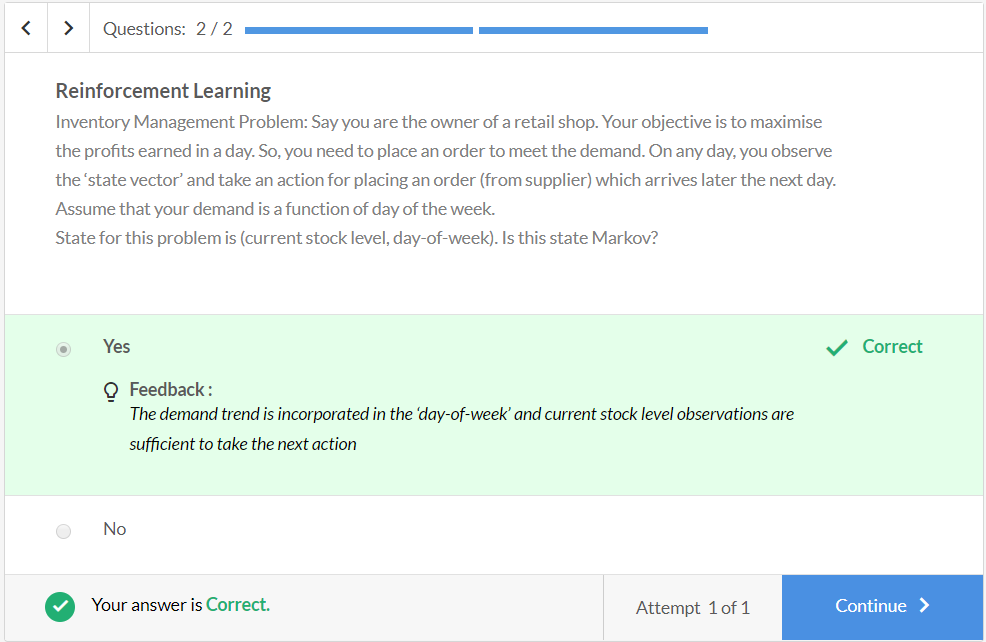 Questions: 2 / 2
Reinforcement Learning
Inventory Management Problem: Say you are the owner of a retail shop. Your objective is to maximise
the profits earned in a day. So, you need to place an order to meet the demand. On any day, you observe
the ‘state vector’ and take an action for placing an order (from supplier) which arrives later the next day.
Assume that your demand is a function of day of the week.
State for this problem is (current stock level, day-of-week). Is this state Markov?
Yes
Correct
Feedback :
The demand trend is incorporated in the ‘day-of-week’ and current stock level observations are
sufficient to take the next action
No
Your answer is Correct.
Attempt 1 of 1
Continue